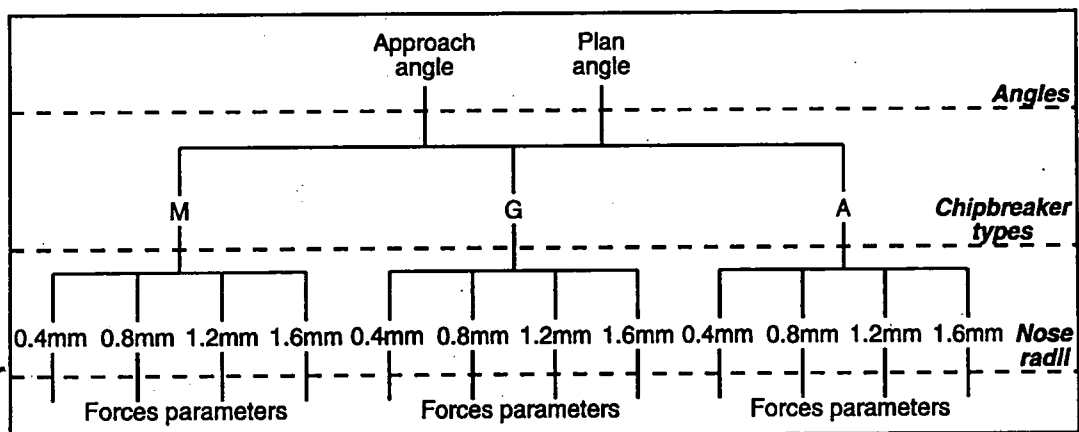 Approach angle
Plan angle
Angles
M G A
Chipbreaker types
0.4mm 0.8mm 1.2mm 1.6mm 0.4mm 0.8mm 1.2mm 1.6mm 0.4mm 0.8mm 1.2mm 1.6mm
Nose radii
Forces parameters Forces parameters Forces parameters